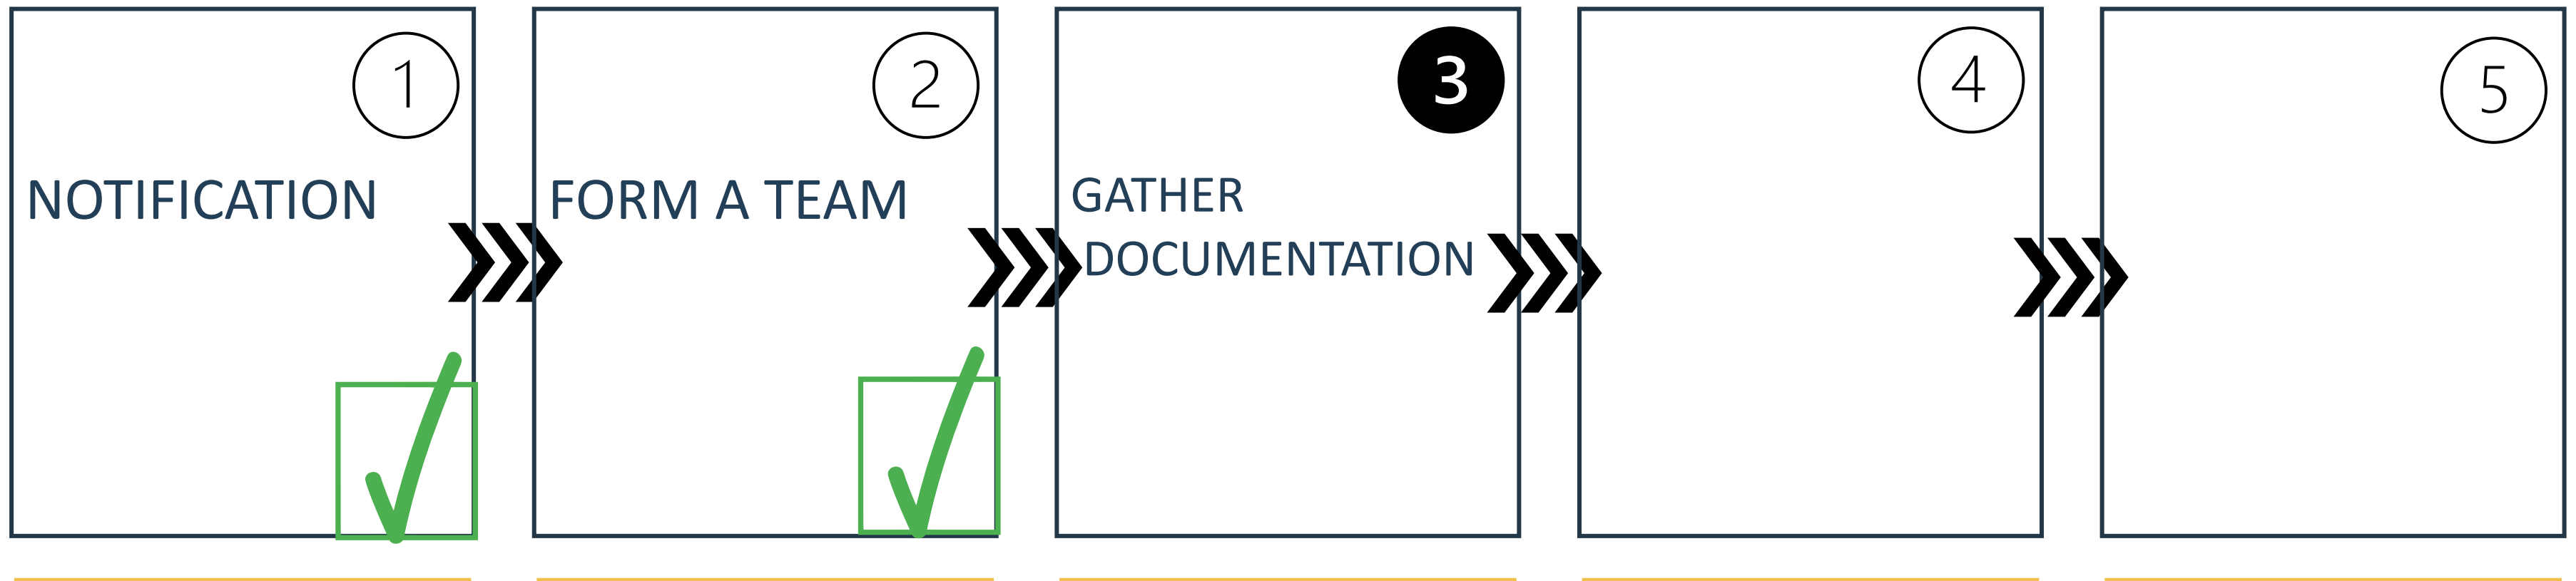 1
NOTIFICATION
2
FORM A TEAM
3
GATHER
DOCUMENTATION
4
5